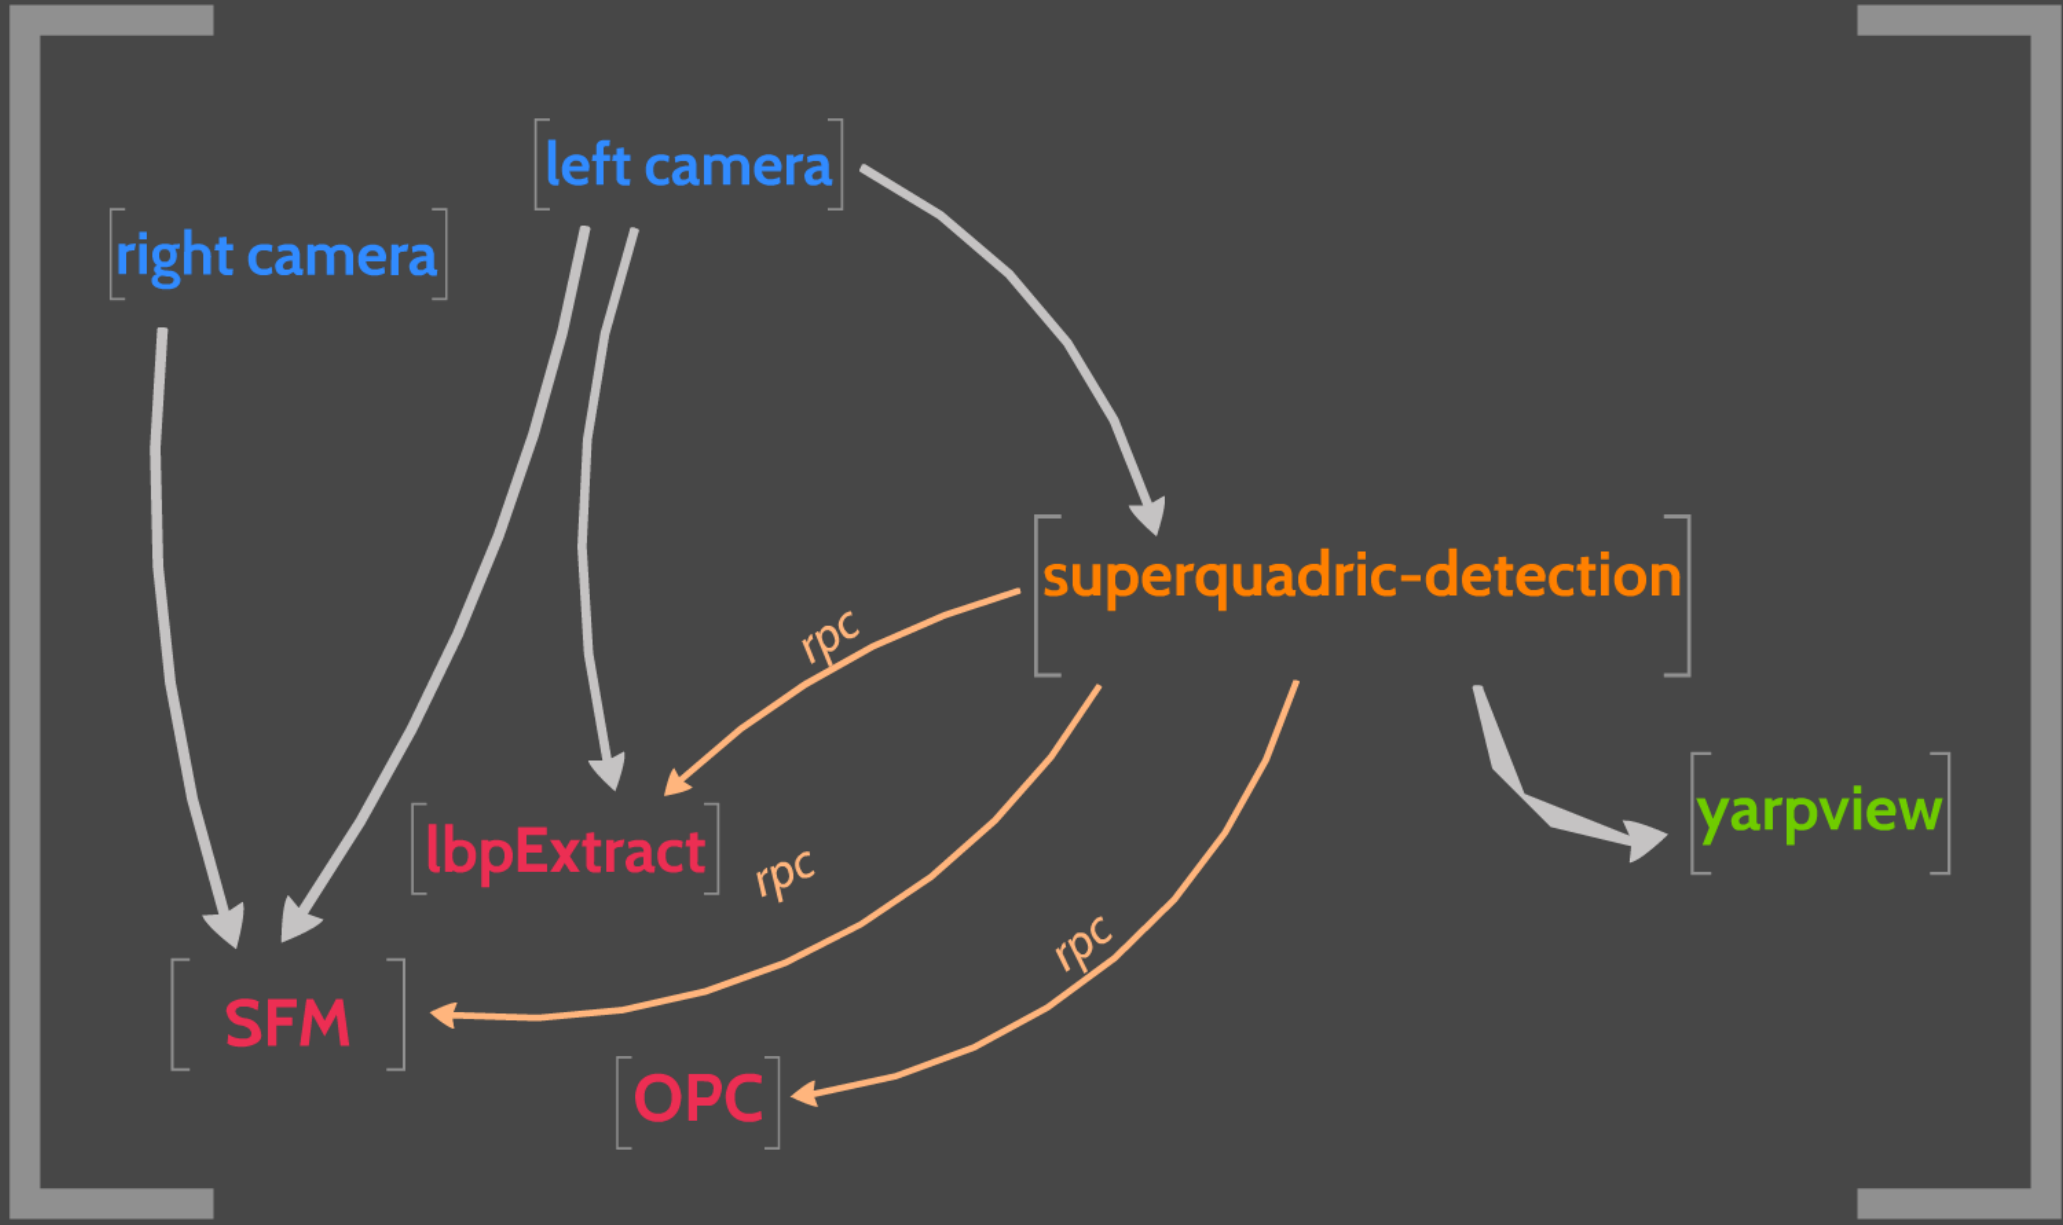 left camera
right camera
superquadric-detection
rpc
yarpview
lbpExtract
rpc
rpc
SFM
OPC